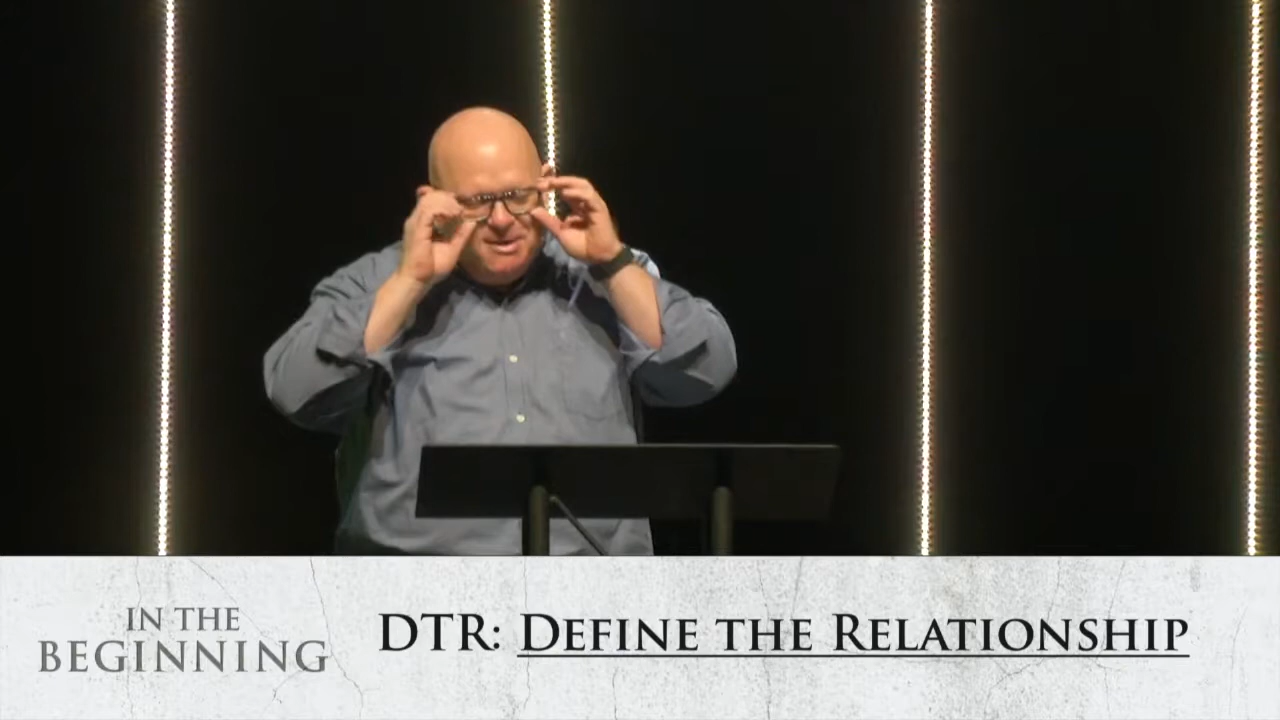 IN THE
BEGINNING
DTR: DEFINE THE RELATIONSHIP